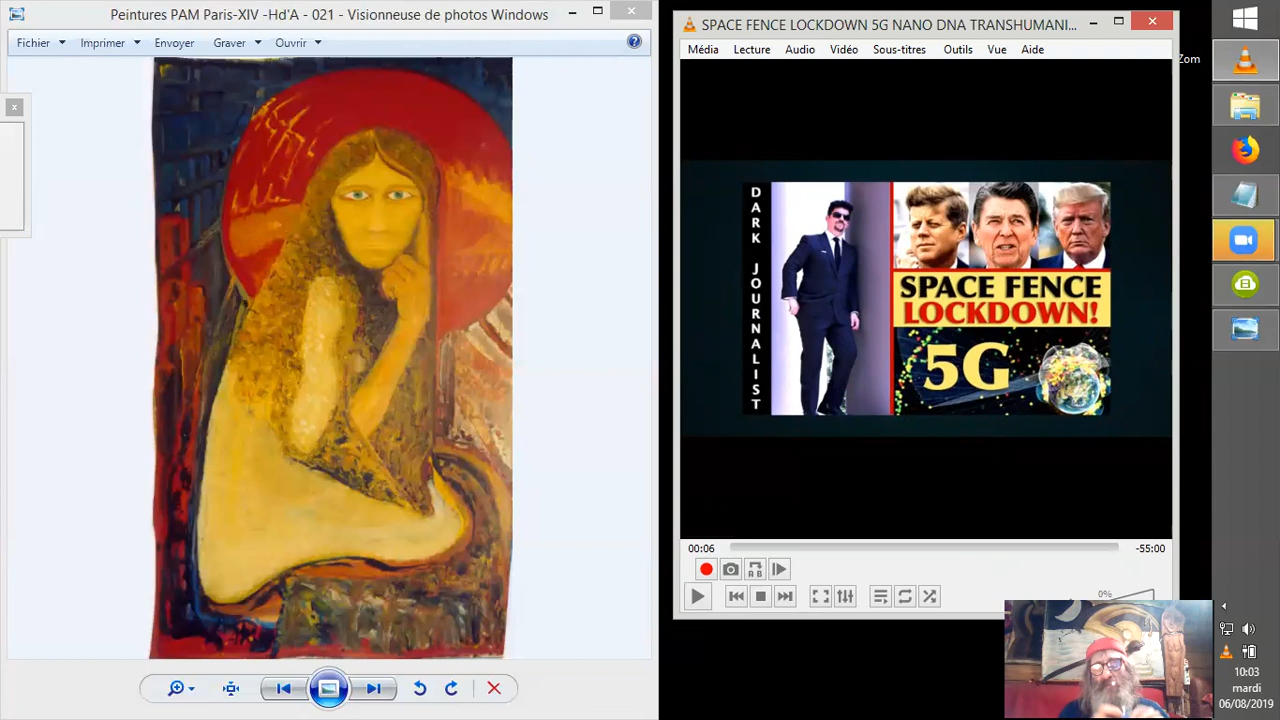 Peintures PAM Paris-XIV -Hd'A - 021 - Visionneuse de photos Windows
Fichier Imprimer Envoyer Graver Ouvrir
x
SPACE FENCE LOCKDOWN 5G NANO DNA TRANSHUMANI...
Média Lecture Audio Vidéo Sous-titres Outils Vue Aide
Zom
DARK JOURNALIST
SPACE FENCE
LOCKDOWN!
5G
00:06 -55:00
AB
0%
10:03
mardi
06/08/2019